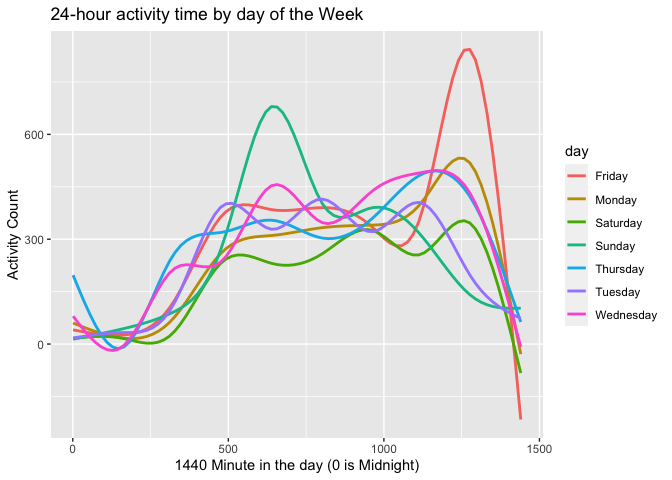 24-hour activity time by day of the Week
Activity Count
600
300
0
0
500
1000
1500
1440 Minute in the day (0 is Midnight)
day
Friday
Monday
Saturday
Sunday
Thursday
Tuesday
Wednesday